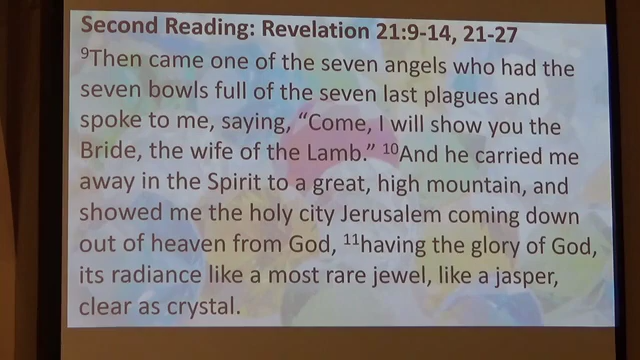 Second Reading: Revelation 21:9-14, 21-27
⁹Then came one of the seven angels who had the
seven bowls full of the seven last plagues and
spoke to me, saying, “Come, I will show you the
Bride, the wife of the Lamb.” ¹⁰And he carried me
away in the Spirit to a great, high mountain, and
showed me the holy city Jerusalem coming down
out of heaven from God, ¹¹having the glory of God,
its radiance like a most rare jewel, like a jasper,
clear as crystal.